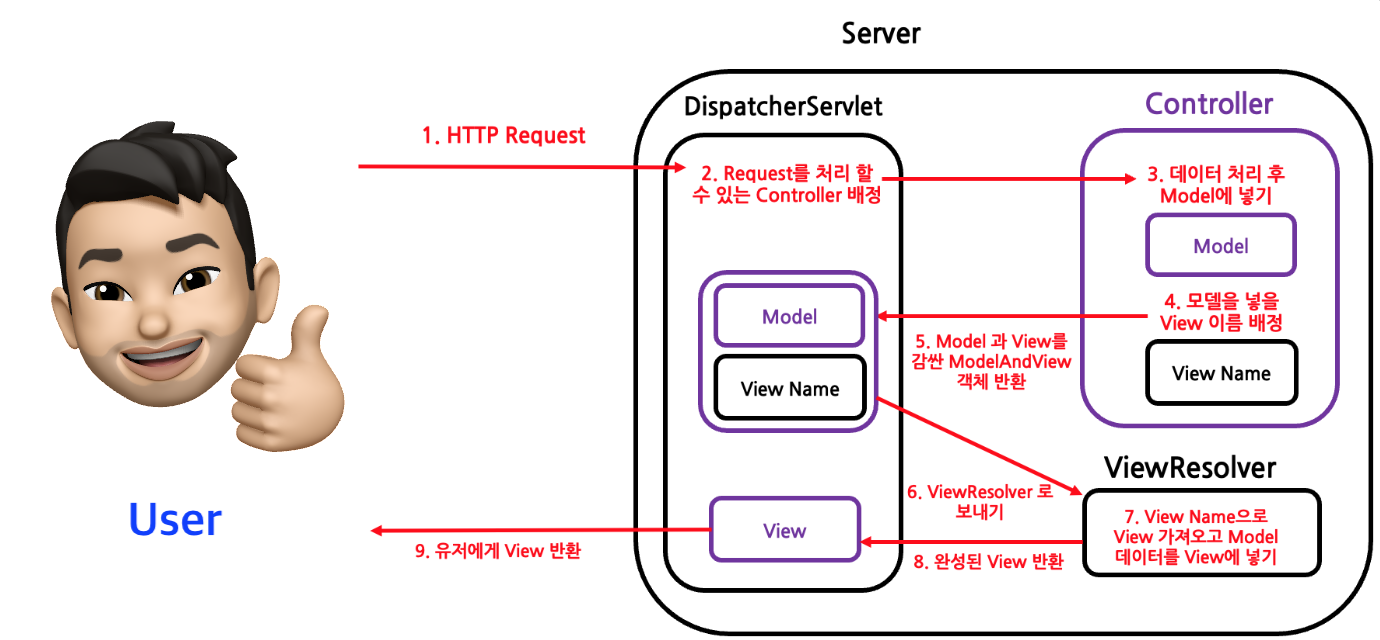 Server
DispatcherServlet
Controller
1. HTTP Request
2. Request를 처리 할
수 있는 Controller 배정
3. 데이터 처리 후
Model에 넣기
Model
4. 모델을 넣을
View 이름 배정
View Name
5. Model 과 View를
감싼 ModelAndView
객체 반환
Model
View Name
6. ViewResolver 로
보내기
ViewResolver
7. View Name으로
View 가져오고 Model
데이터를 View에 넣기
8. 완성된 View 반환
View
9. 유저에게 View 반환
User